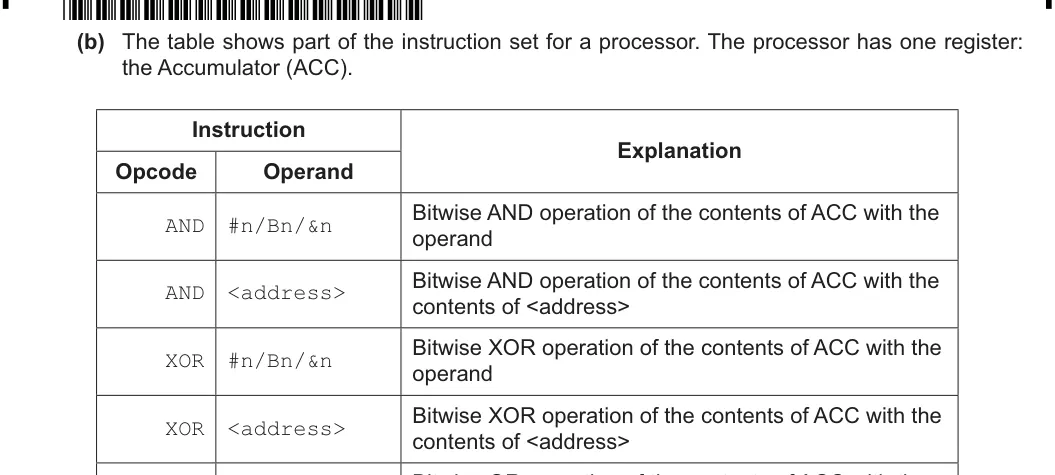 (b) The table shows part of the instruction set for a processor. The processor has one register:
the Accumulator (ACC).
Instruction
Explanation
Opcode Operand
AND #n/Bn/&n Bitwise AND operation of the contents of ACC with the
operand
AND <address> Bitwise AND operation of the contents of ACC with the
contents of <address>
XOR #n/Bn/&n Bitwise XOR operation of the contents of ACC with the
operand
XOR <address> Bitwise XOR operation of the contents of ACC with the
contents of <address>